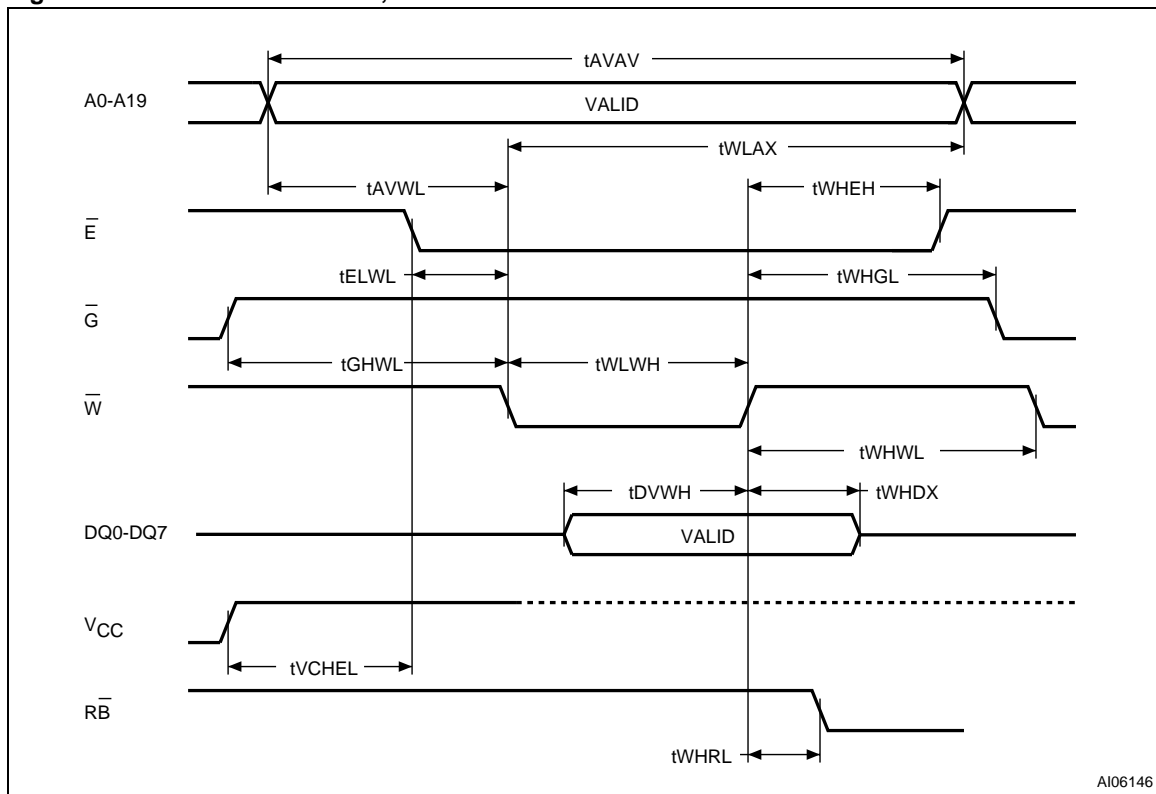 tAVAV
A0-A19 VALID
tWLAX
tAVWL tWHEH
E̅
tELWL tWHGL
G̅
tGHWL tWLWH
W̅
tWHWL
tDVWH tWHDX
DQ0-DQ7 VALID
VCC
tVCHEL
RB̅
tWHRL
AI06146